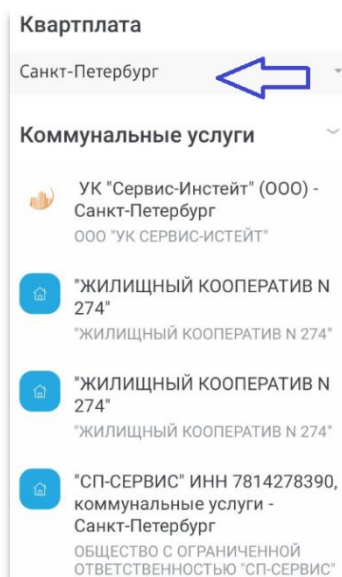 Квартплата
Санкт-Петербург
Коммунальные услуги
УК "Сервис-Инстейт" (ООО) -
Санкт-Петербург
ООО "УК СЕРВИС-ИСТЕЙТ"
"ЖИЛИЩНЫЙ КООПЕРАТИВ N
274"
"ЖИЛИЩНЫЙ КООПЕРАТИВ N 274"
"ЖИЛИЩНЫЙ КООПЕРАТИВ N
274"
"ЖИЛИЩНЫЙ КООПЕРАТИВ N 274"
"СП-СЕРВИС" ИНН 7814278390,
коммунальные услуги -
Санкт-Петербург
ОБЩЕСТВО С ОГРАНИЧЕННОЙ
ОТВЕТСТВЕННОСТЬЮ "СП-СЕРВИС"